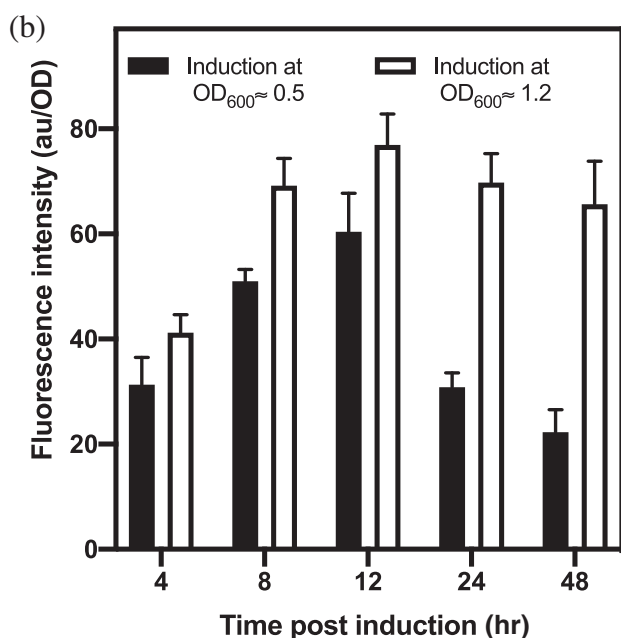 (b)
Induction at
OD₆₀₀≈ 0.5
Induction at
OD₆₀₀≈ 1.2
Fluorescence intensity (au/OD)
80
60
40
20
0
4 8 12 24 48
Time post induction (hr)